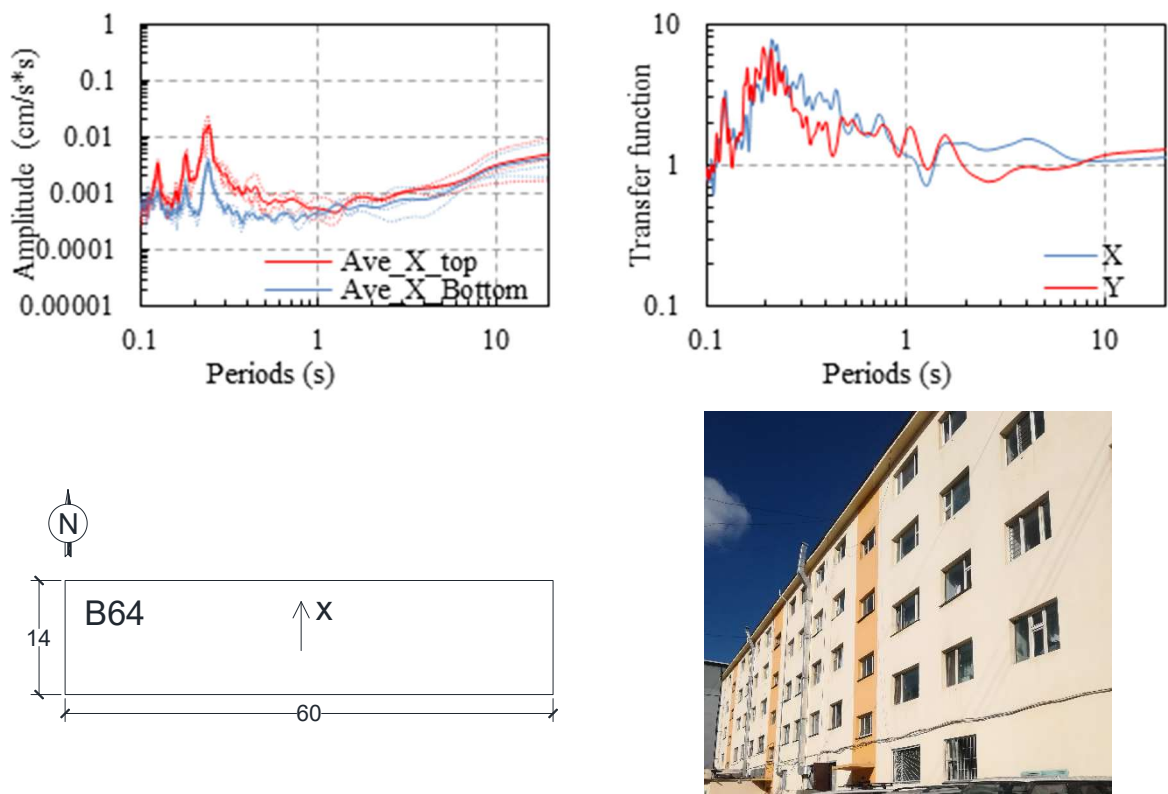 Amplitude (cm/s*s)
1
0.1
0.01
0.001
0.0001
0.00001
Ave_X_top
Ave_X_Bottom
0.1
1
10
Periods (s)
Transfer function
10
1
0.1
X
Y
0.1
1
10
Periods (s)
N
B64
x
14
60